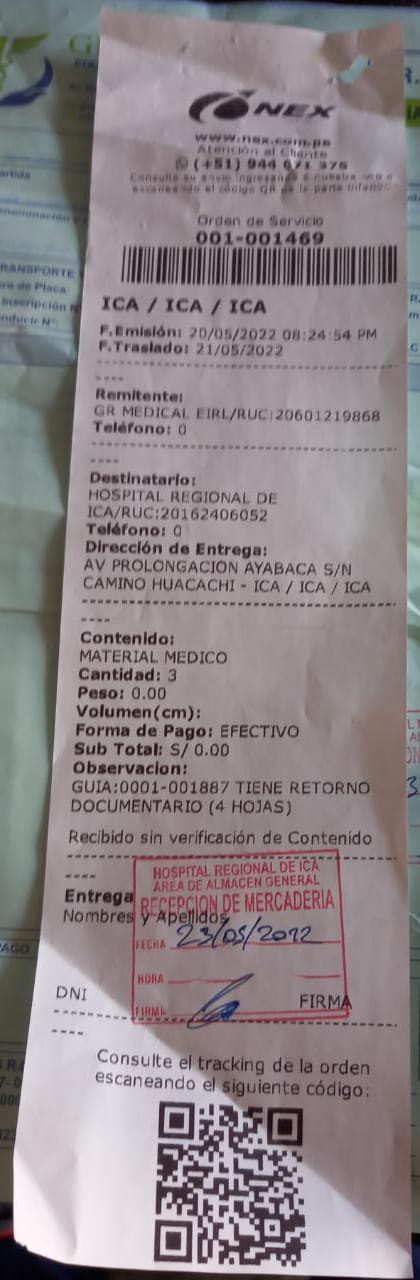 NEX
www.nex.com.pe
Atención al Cliente
(+51) 944 671 375
Consulte su envío ingresando a nuestra web o
escaneando el código QR de la parte inferior
Orden de Servicio
001-001469
ICA / ICA / ICA
F.Emisión: 20/05/2022 08:24:54 PM
F.Traslado: 21/05/2022
Remitente:
GR MEDICAL EIRL/RUC:20601219868
Teléfono: 0
Destinatario:
HOSPITAL REGIONAL DE
ICA/RUC:20162406052
Teléfono: 0
Dirección de Entrega:
AV PROLONGACION AYABACA S/N
CAMINO HUACACHI - ICA / ICA / ICA
Contenido:
MATERIAL MEDICO
Cantidad: 3
Peso: 0.00
Volumen(cm):
Forma de Pago: EFECTIVO
Sub Total: S/ 0.00
Observacion:
GUIA:0001-001887 TIENE RETORNO
DOCUMENTARIO (4 HOJAS)
Recibido sin verificación de Contenido
HOSPITAL REGIONAL DE ICA
AREA DE ALMACEN GENERAL
Entrega RECEPCION DE MERCADERIA
Nombres y Apellidos
FECHA 23/05/2022
HORA
DNI FIRMA
FIRMA
Consulte el tracking de la orden
escaneando el siguiente código:
TRANSPORTE
ro de Placa:
Inscripción N
nducir N°:
PAGO